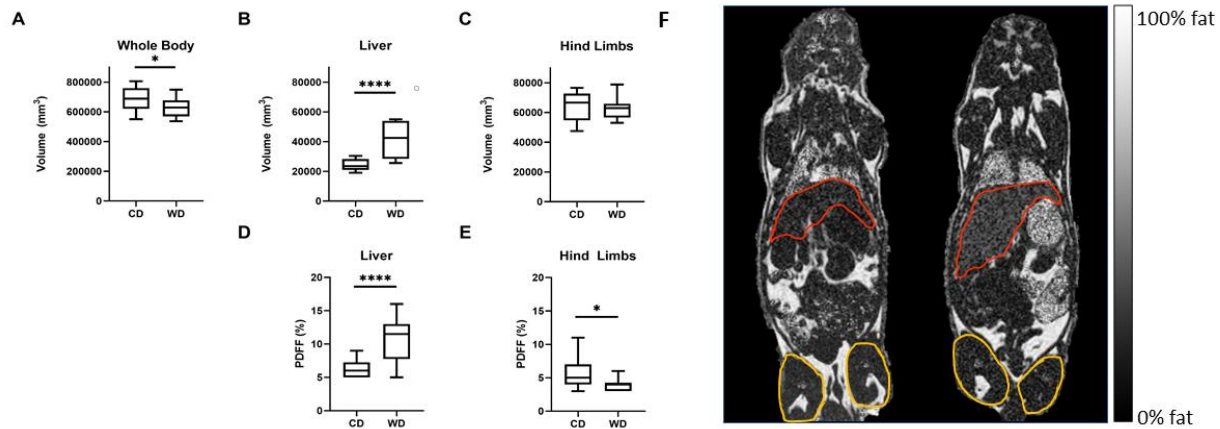 A
Whole Body
*
800000
600000
400000
200000
0
Volume (mm³)
CD
WD
B
Liver
****
80000
60000
40000
20000
0
Volume (mm³)
CD
WD
C
Hind Limbs
80000
60000
40000
20000
0
Volume (mm³)
CD
WD
D
Liver
****
20
15
10
5
0
PDFF (%)
CD
WD
E
Hind Limbs
*
20
15
10
5
0
PDFF (%)
CD
WD
F
100% fat
0% fat